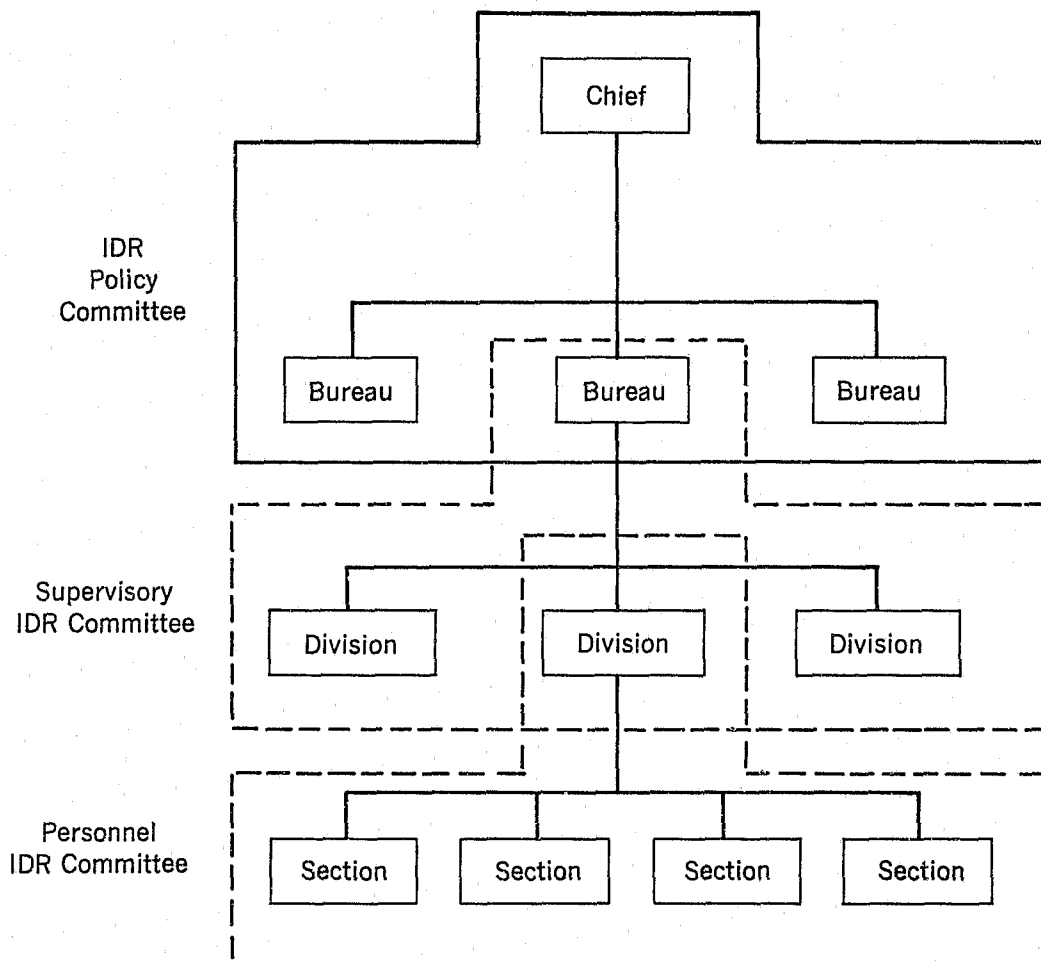 Chief
IDR
Policy
Committee
Bureau
Bureau
Bureau
Supervisory
IDR Committee
Division
Division
Division
Personnel
IDR Committee
Section
Section
Section
Section